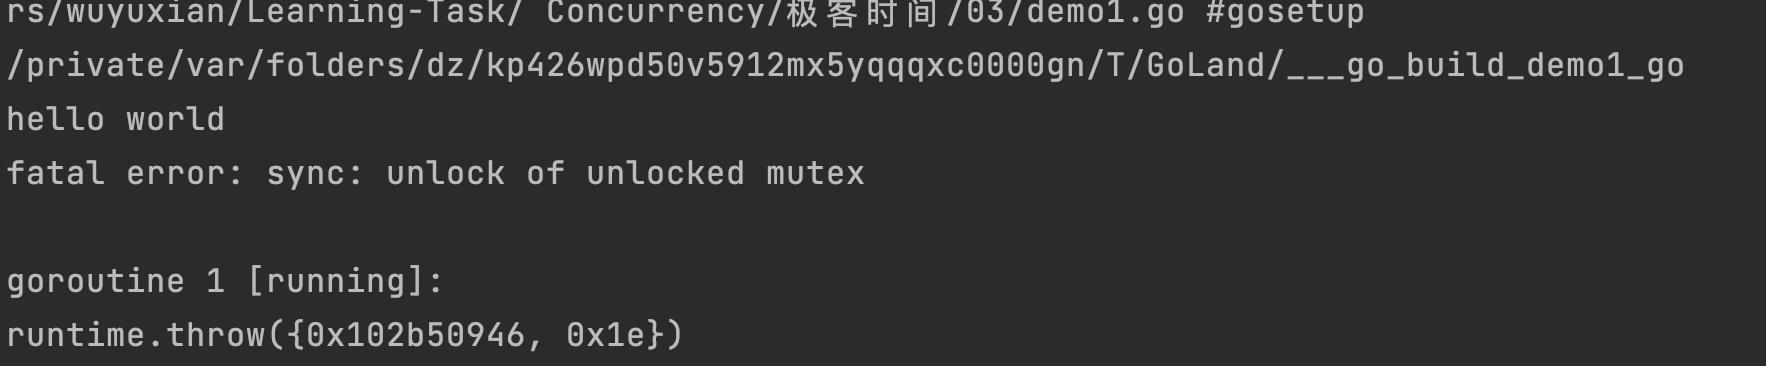 rs/wuyuxian/Learning-Task/ Concurrency/极客时间/03/demo1.go #gosetup
/private/var/folders/dz/kp426wpd50v5912mx5yqqqxc0000gn/T/GoLand/___go_build_demo1_go
hello world
fatal error: sync: unlock of unlocked mutex
goroutine 1 [running]:
runtime.throw({0x102b50946, 0x1e})